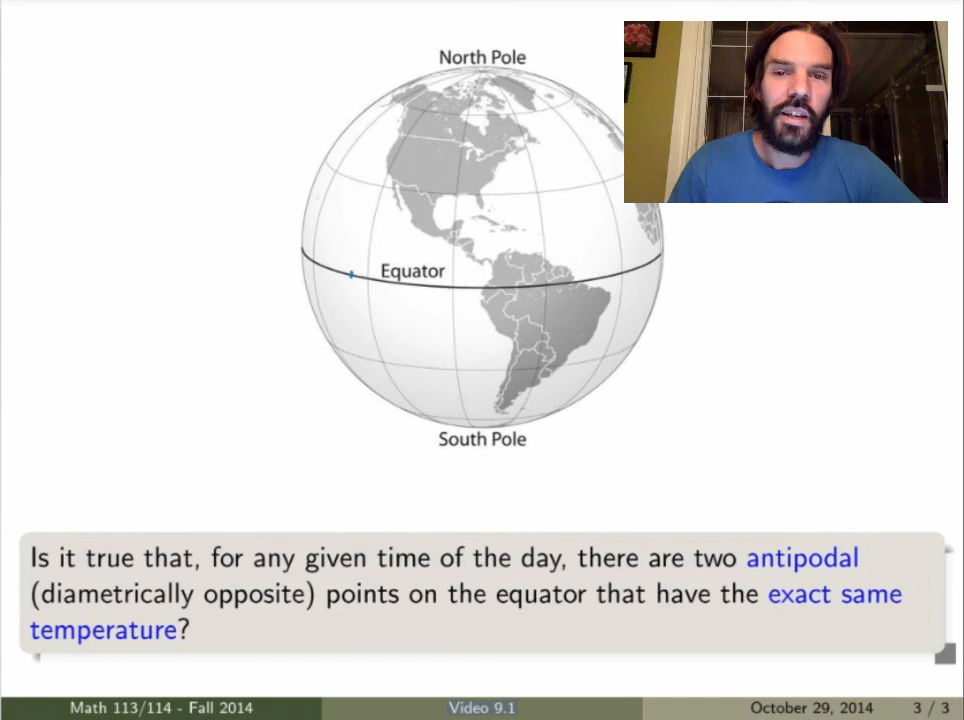 North Pole
Equator
South Pole
Is it true that, for any given time of the day, there are two antipodal
(diametrically opposite) points on the equator that have the exact same
temperature?
Math 113/114 - Fall 2014 Video 9.1 October 29, 2014 3 / 3